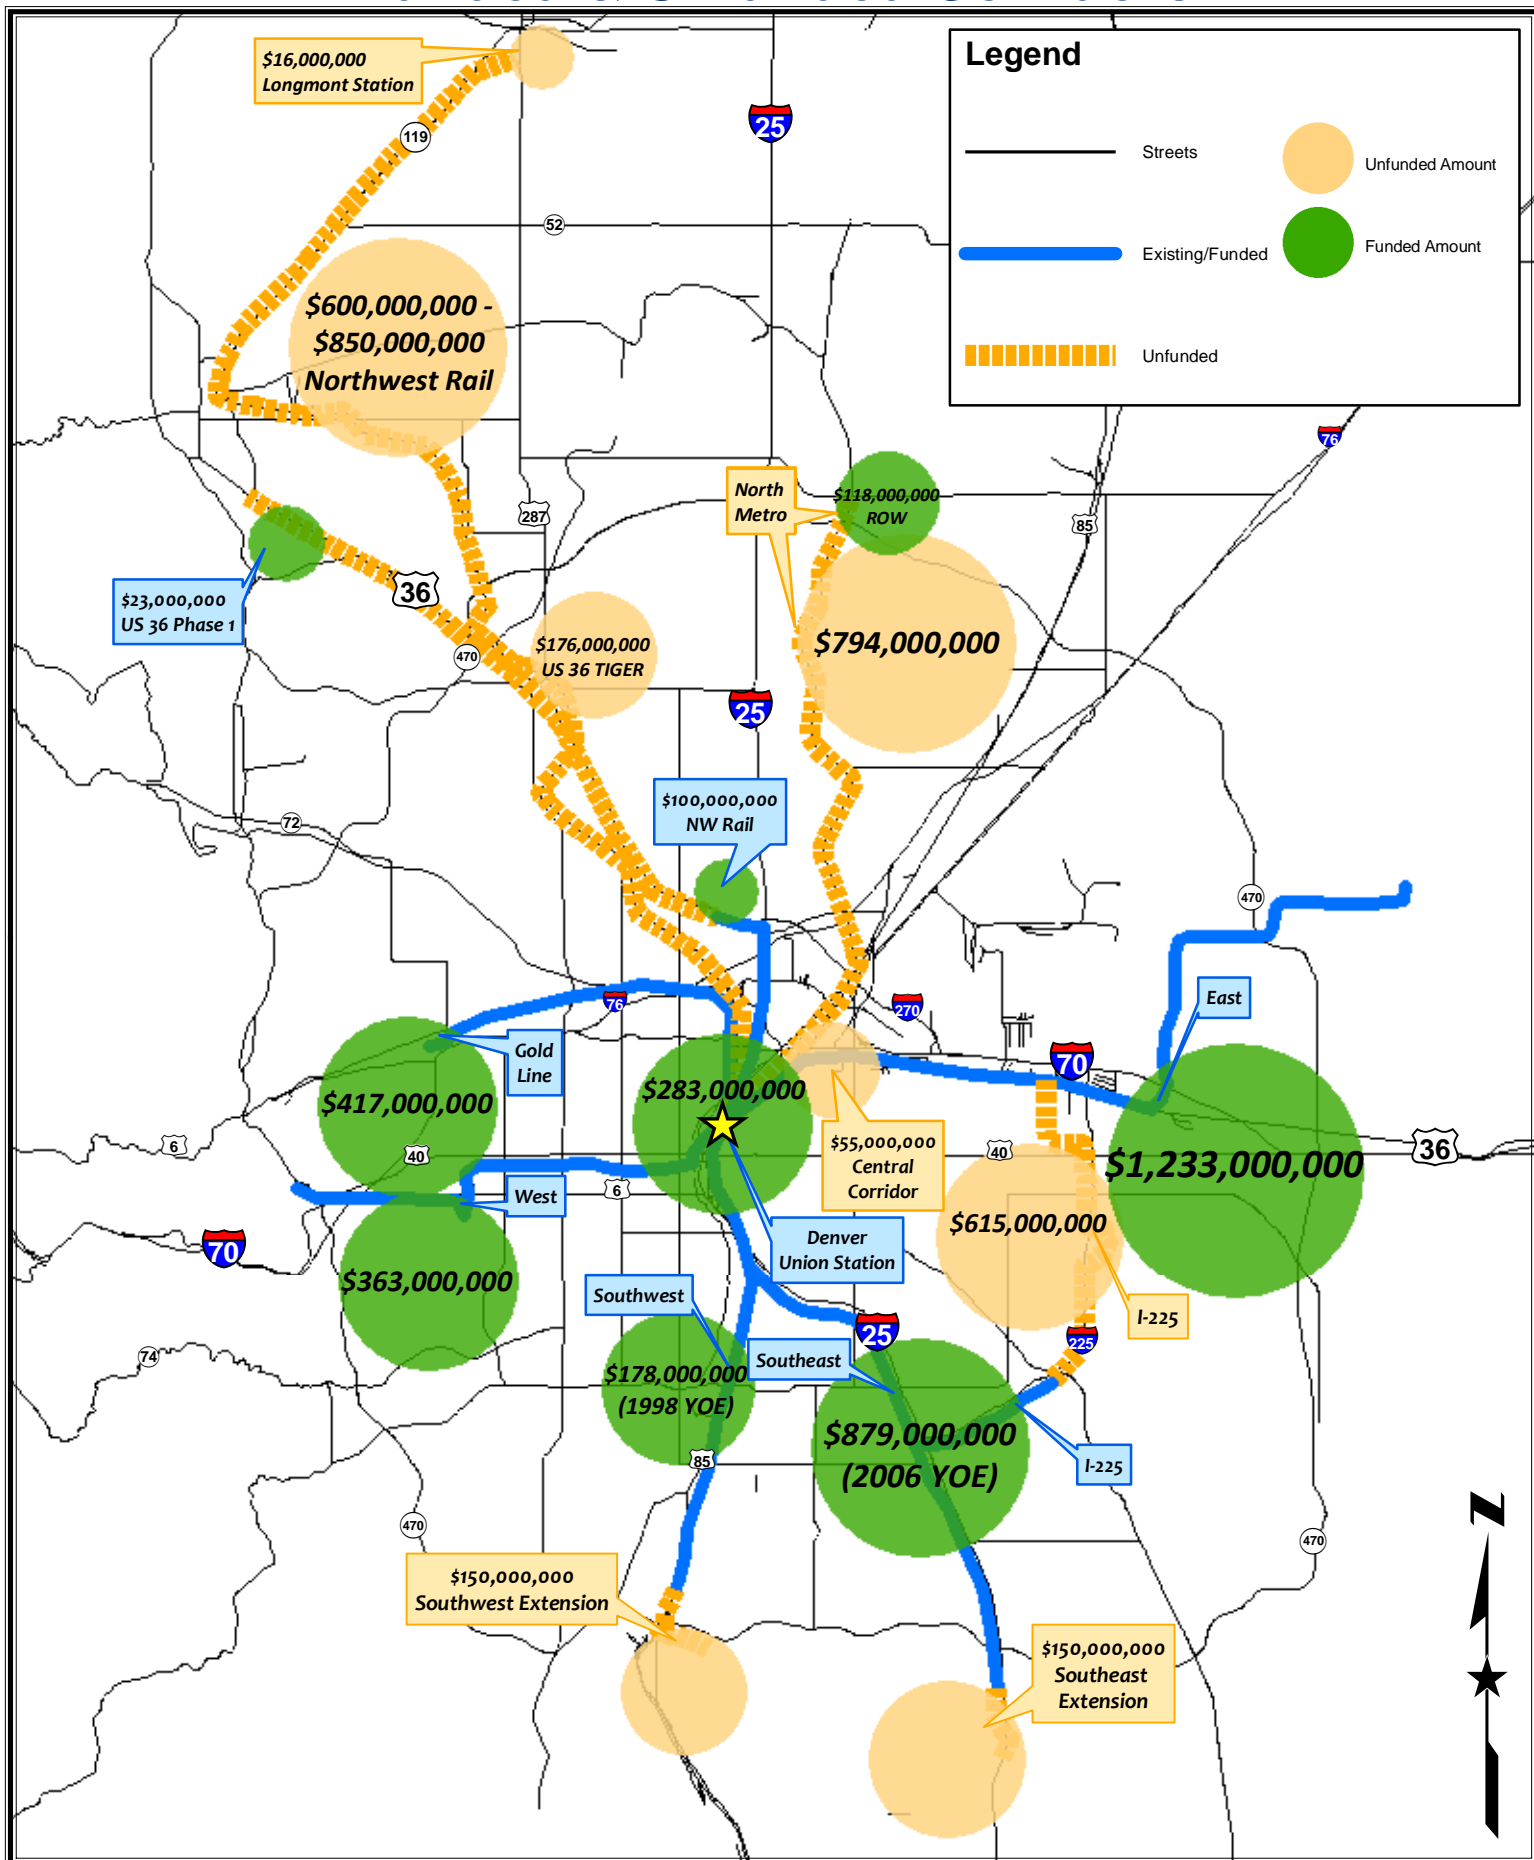 $16,000,000
Longmont Station
25
Legend
Streets
Unfunded Amount
Existing/Funded
Funded Amount
Unfunded
119
52
$600,000,000 -
$850,000,000
Northwest Rail
76
North
Metro
$118,000,000
ROW
85
287
$23,000,000
US 36 Phase 1
36
470
$176,000,000
US 36 TIGER
$794,000,000
25
$100,000,000
NW Rail
72
470
76
270
East
Gold
Line
70
$417,000,000
$283,000,000
6
40
$55,000,000
Central
Corridor
40
36
$1,233,000,000
West
6
$615,000,000
70
Denver
Union Station
$363,000,000
Southwest
I-225
25
225
74
Southeast
$178,000,000
(1998 YOE)
$879,000,000
(2006 YOE)
85
I-225
470
470
$150,000,000
Southwest Extension
$150,000,000
Southeast
Extension
N